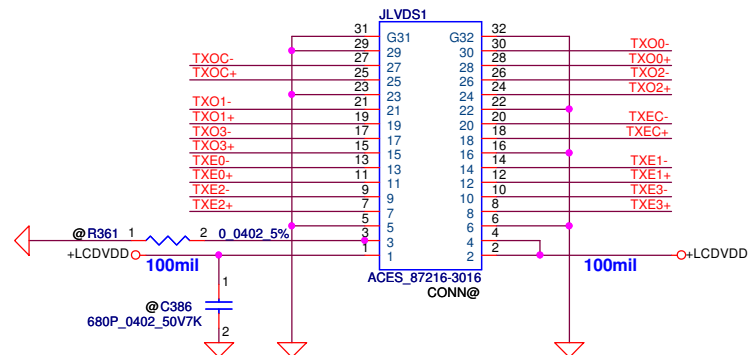 JLVDS1
31 G31 G32 32
29 29 30 30 TXO0-
TXOC- 27 27 28 28 TXO0+
TXOC+ 25 25 26 26 TXO2-
23 23 24 24 TXO2+
TXO1- 21 21 22 22
TXO1+ 19 19 20 20 TXEC-
TXO3- 17 17 18 18 TXEC+
TXO3+ 15 15 16 16
TXE0- 13 13 14 14 TXE1-
TXE0+ 11 11 12 12 TXE1+
TXE2- 9 9 10 10 TXE3-
TXE2+ 7 7 8 8 TXE3+
5 5 6 6
@R361 1 2 0_0402_5% 3 3 4 4
+LCDVDD 1 1 2 2 +LCDVDD
100mil 100mil
ACES_87216-3016
CONN@
1
@C386
680P_0402_50V7K
2